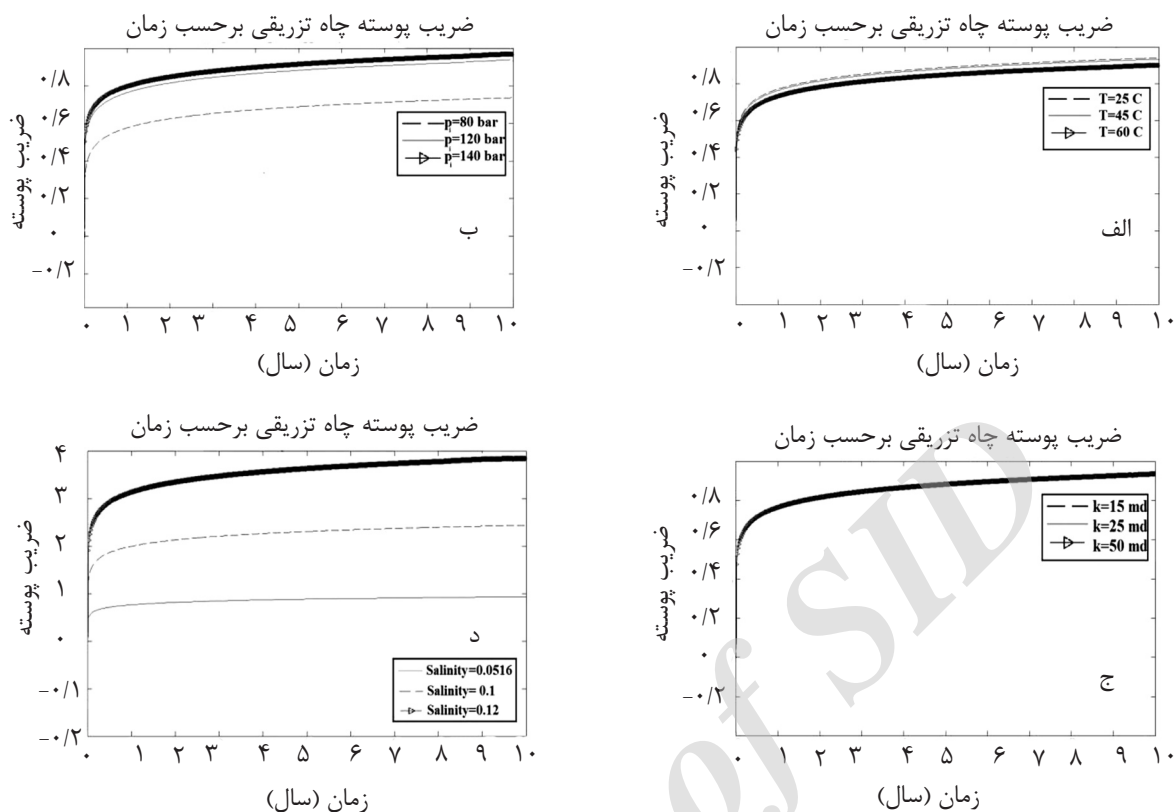 ضریب پوسته چاه تزریقی برحسب زمان
ضریب پوسته
۰/۸
۰/۶
۰/۴
۰/۲
۰
−۰/۲
T=25 C
T=45 C
T=60 C
الف
۰ ۱ ۲ ۳ ۴ ۵ ۶ ۷ ۸ ۹ ۱۰
زمان (سال)
ضریب پوسته چاه تزریقی برحسب زمان
ضریب پوسته
۰/۸
۰/۶
۰/۴
۰/۲
۰
−۰/۲
p=80 bar
p=120 bar
p=140 bar
ب
۰ ۱ ۲ ۳ ۴ ۵ ۶ ۷ ۸ ۹ ۱۰
زمان (سال)
ضریب پوسته چاه تزریقی برحسب زمان
ضریب پوسته
۰/۸
۰/۶
۰/۴
۰/۲
۰
−۰/۲
k=15 md
k=25 md
k=50 md
ج
۰ ۱ ۲ ۳ ۴ ۵ ۶ ۷ ۸ ۹ ۱۰
زمان (سال)
ضریب پوسته چاه تزریقی برحسب زمان
ضریب پوسته
۴
۳
۲
۱
۰
−۰/۱
−۰/۲
د
Salinity=0.0516
Salinity= 0.1
Salinity=0.12
۰ ۱ ۲ ۳ ۴ ۵ ۶ ۷ ۸ ۹ ۱۰
زمان (سال)
of SID